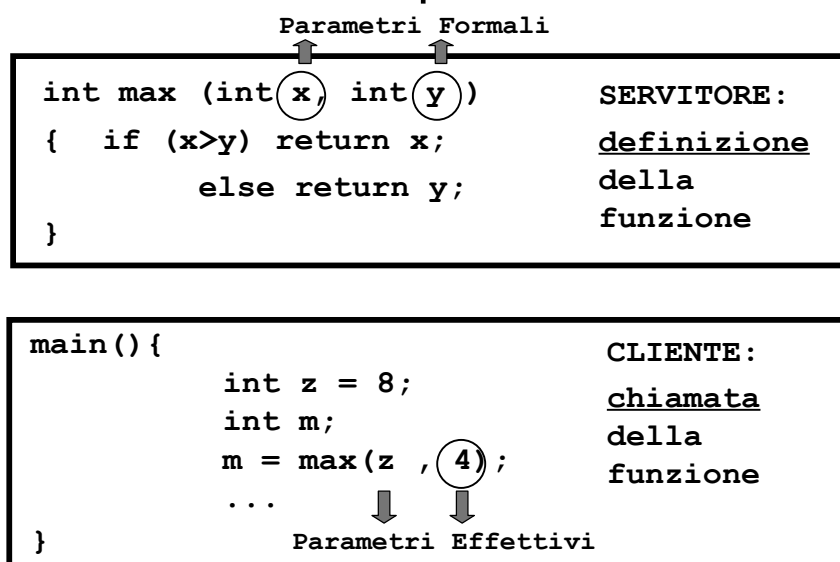 Parametri Formali
int max (int x, int y)
{ if (x>y) return x;
else return y;
}
SERVITORE:
definizione
della
funzione
main(){
int z = 8;
int m;
m = max(z , 4);
...
}
CLIENTE:
chiamata
della
funzione
Parametri Effettivi